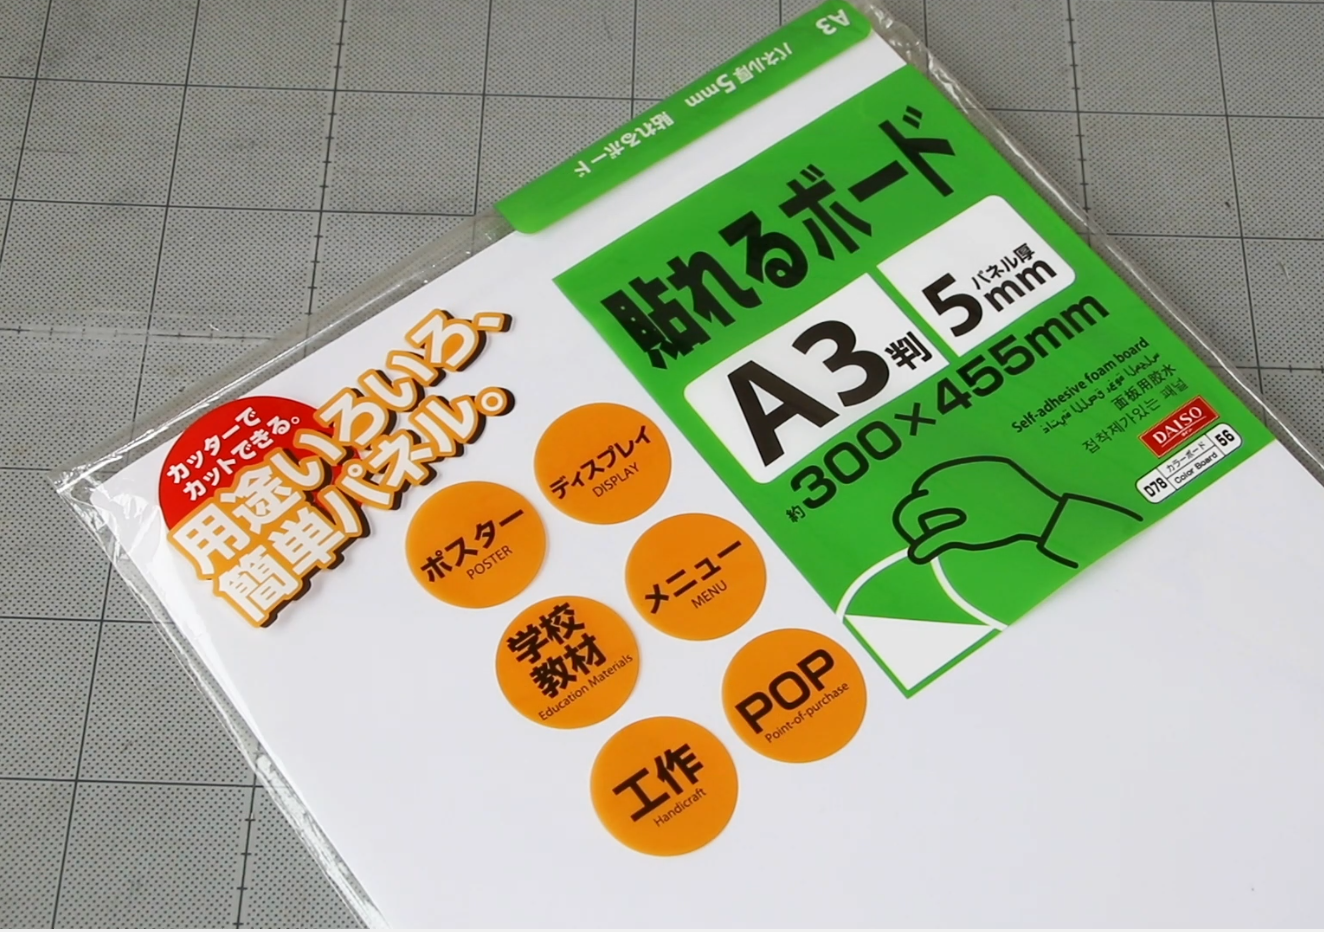 A3 パネル厚5mm 貼れるボード
貼れるボード
A3判
パネル厚
5mm
約300×455mm
Self-adhesive foam board
面板用胶水
접착제가있는 패널
DAISO
D78 カラーボード 56
Color Board
カッターで
カットできる。
用途いろいろ、
簡単パネル。
ディスプレイ
DISPLAY
ポスター
POSTER
メニュー
MENU
学校
教材
Education Materials
POP
Point-of-purchase
工作
Handicraft